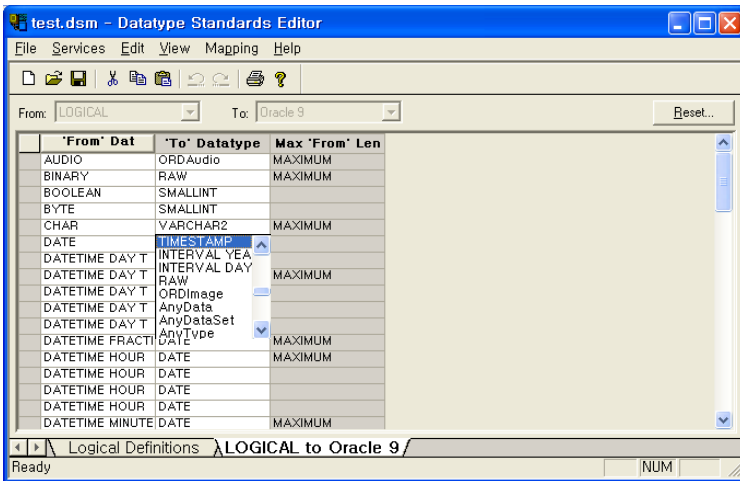 test.dsm - Datatype Standards Editor
File Services Edit View Mapping Help
From: LOGICAL To: Oracle 9 Reset...
'From' Dat 'To' Datatype Max 'From' Len
AUDIO ORDAudio MAXIMUM
BINARY RAW MAXIMUM
BOOLEAN SMALLINT
BYTE SMALLINT
CHAR VARCHAR2 MAXIMUM
DATE TIMESTAMP
DATETIME DAY T INTERVAL YEA
INTERVAL DAY
DATETIME DAY T RAW MAXIMUM
DATETIME DAY T ORDImage
DATETIME DAY T AnyData
DATETIME DAY T AnyDataSet
AnyType
DATETIME FRACTI DATE MAXIMUM
DATETIME HOUR DATE MAXIMUM
DATETIME HOUR DATE
DATETIME HOUR DATE
DATETIME HOUR DATE
DATETIME MINUTE DATE MAXIMUM
Logical Definitions LOGICAL to Oracle 9
Ready NUM